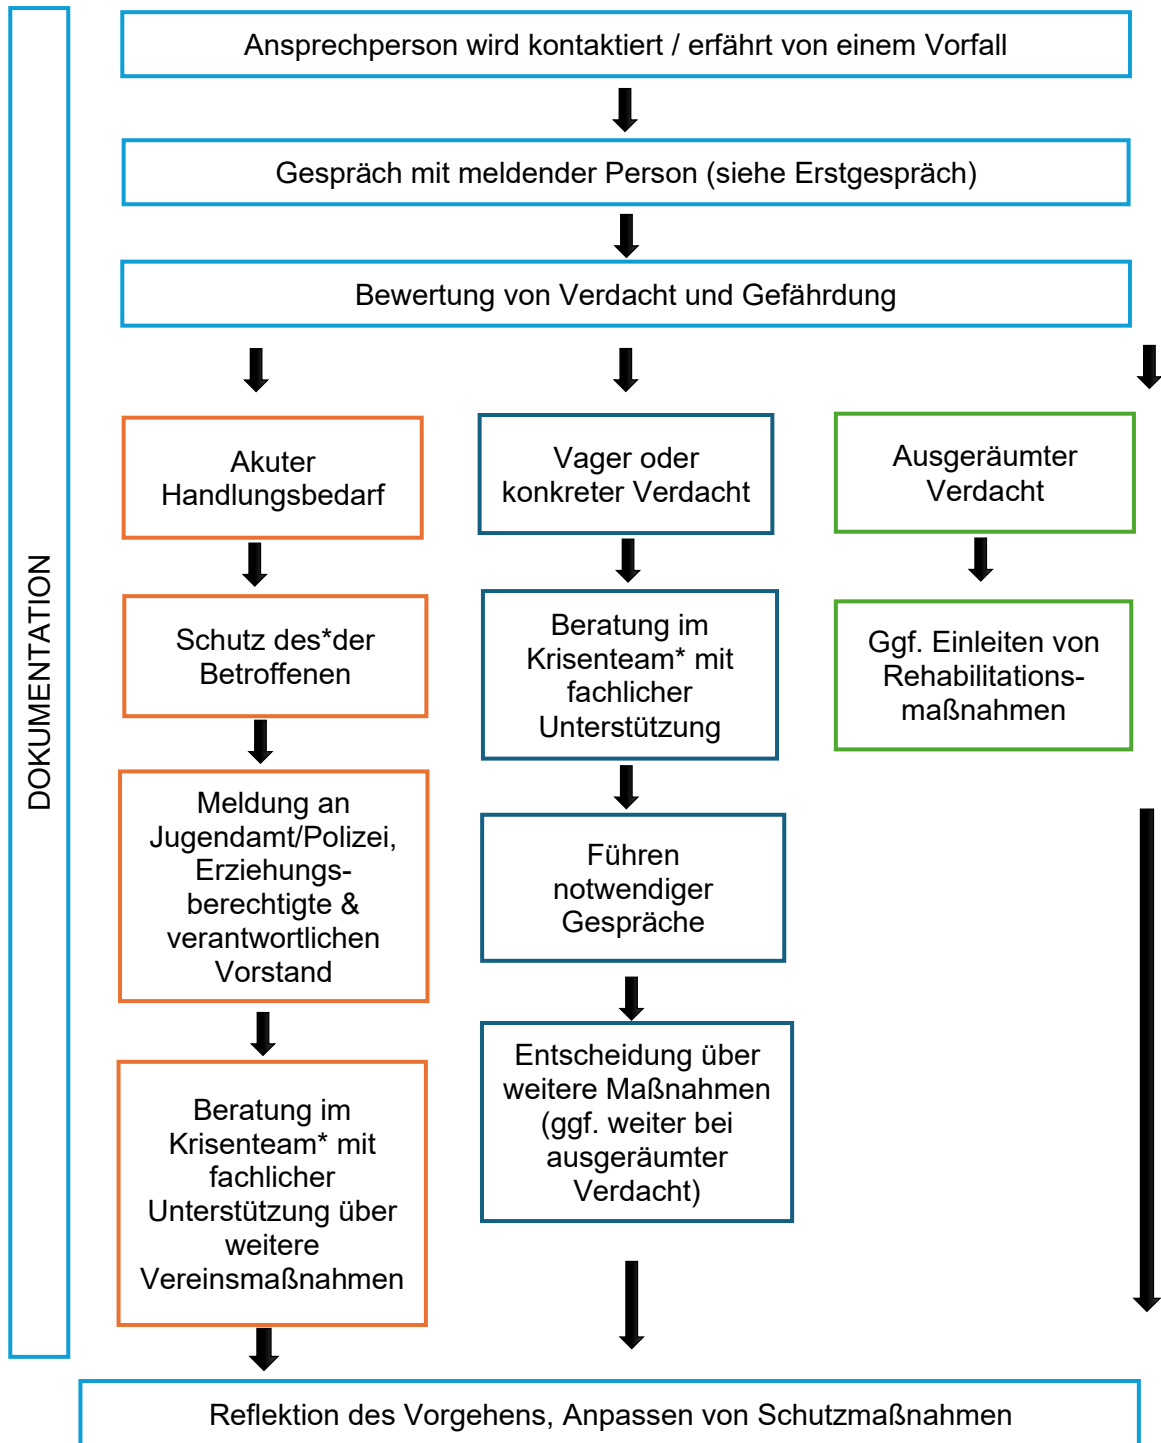 Ansprechperson wird kontaktiert / erfährt von einem Vorfall
Gespräch mit meldender Person (siehe Erstgespräch)
Bewertung von Verdacht und Gefährdung
DOKUMENTATION
Akuter
Handlungsbedarf
Schutz des*der
Betroffenen
Meldung an
Jugendamt/Polizei,
Erziehungs-
berechtigte &
verantwortlichen
Vorstand
Beratung im
Krisenteam* mit
fachlicher
Unterstützung über
weitere
Vereinsmaßnahmen
Vager oder
konkreter Verdacht
Beratung im
Krisenteam* mit
fachlicher
Unterstützung
Führen
notwendiger
Gespräche
Entscheidung über
weitere Maßnahmen
(ggf. weiter bei
ausgeräumter
Verdacht)
Ausgeräumter
Verdacht
Ggf. Einleiten von
Rehabilitations-
maßnahmen
Reflektion des Vorgehens, Anpassen von Schutzmaßnahmen